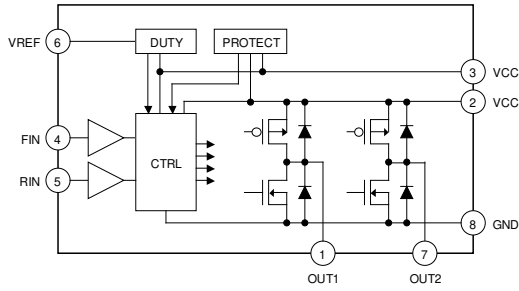 VREF 6 DUTY PROTECT
3 VCC
2 VCC
FIN 4
CTRL
RIN 5
8 GND
1 7
OUT1 OUT2